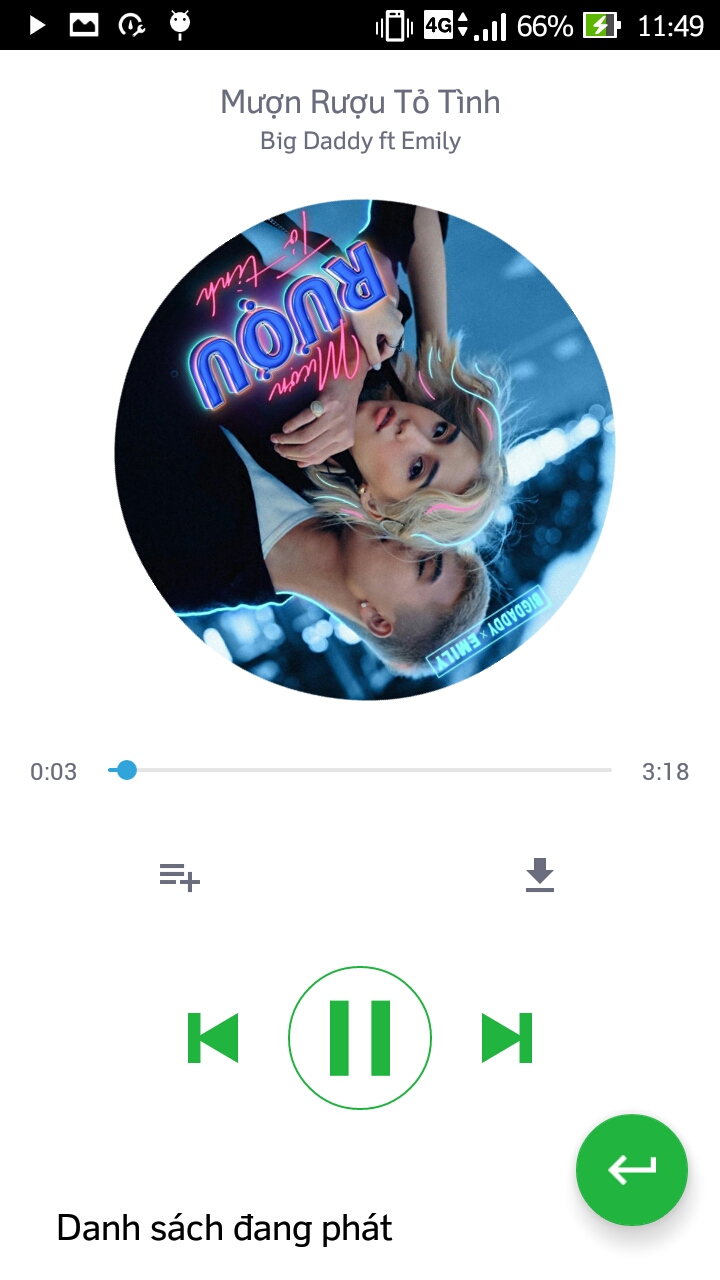 4G 66% 11:49
Mượn Rượu Tỏ Tình
Big Daddy ft Emily
Mượn
RƯỢU
Tỏ tình
BIGDADDY x EMILY
0:03 3:18
Danh sách đang phát